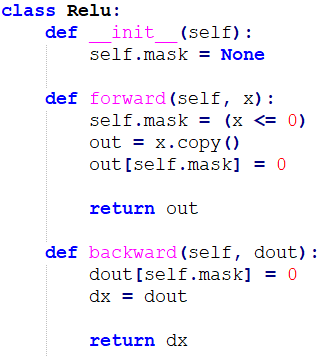 class Relu:
    def __init__(self):
        self.mask = None

    def forward(self, x):
        self.mask = (x <= 0)
        out = x.copy()
        out[self.mask] = 0

        return out

    def backward(self, dout):
        dout[self.mask] = 0
        dx = dout

        return dx